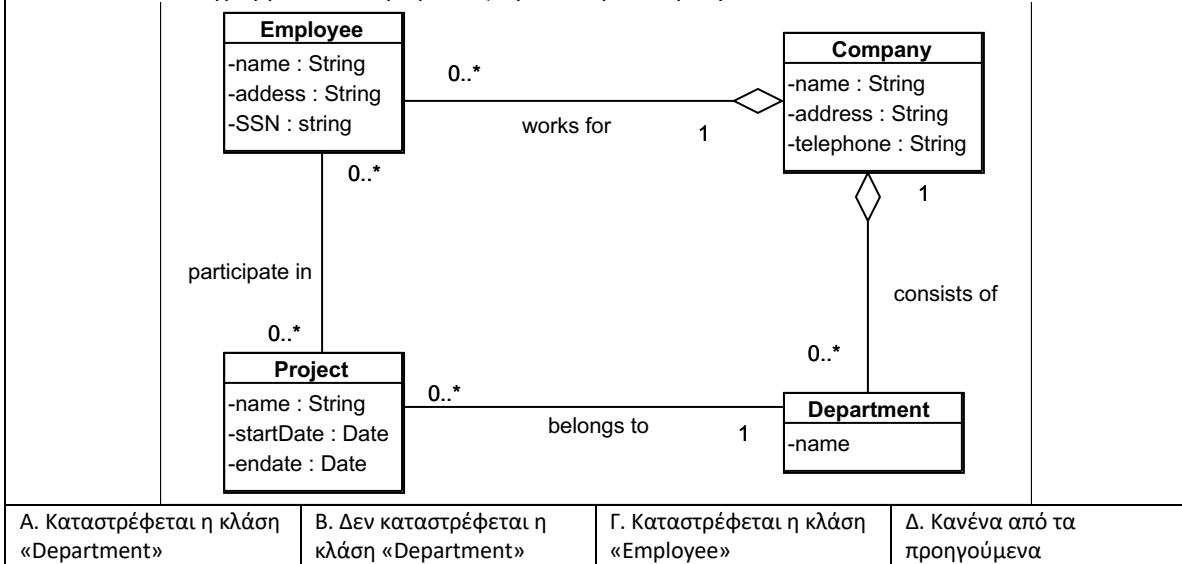 Employee
-name : String
-addess : String
-SSN : string
0..*
works for
1
Company
-name : String
-address : String
-telephone : String
1
0..*
participate in
consists of
0..*
0..*
Project
-name : String
-startDate : Date
-endate : Date
0..*
belongs to
1
Department
-name
Α. Καταστρέφεται η κλάση
«Department»
Β. Δεν καταστρέφεται η
κλάση «Department»
Γ. Καταστρέφεται η κλάση
«Employee»
Δ. Κανένα από τα
προηγούμενα